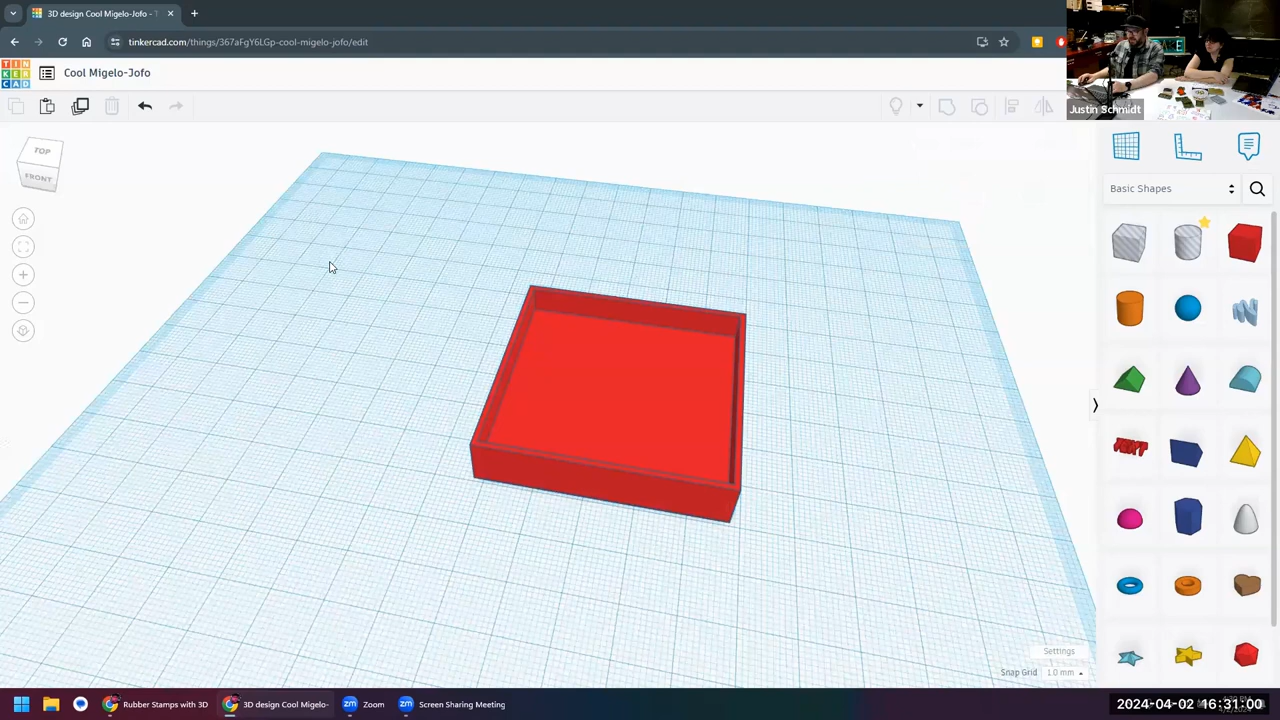 3D design Cool Migelo-Jofo - T
tinkercad.com/things/367aFgY6LGp-cool-migelo-jofo/edit
TIN
KER
CAD
Cool Migelo-Jofo
Justin Schmidt
TOP
FRONT
Basic Shapes
TEXT
Settings
Snap Grid 1.0 mm
Rubber Stamps with 3D
3D design Cool Migelo-
Zoom
Screen Sharing Meeting
2024-04-02 16:31:00